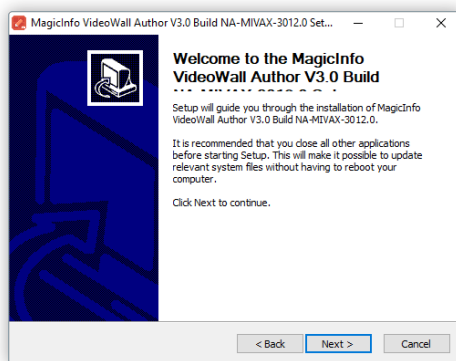 MagicInfo VideoWall Author V3.0 Build NA-MIVAX-3012.0 Set...
Welcome to the MagicInfo
VideoWall Author V3.0 Build
Setup will guide you through the installation of MagicInfo
VideoWall Author V3.0 Build NA-MIVAX-3012.0.
It is recommended that you close all other applications
before starting Setup. This will make it possible to update
relevant system files without having to reboot your
computer.
Click Next to continue.
< Back
Next >
Cancel